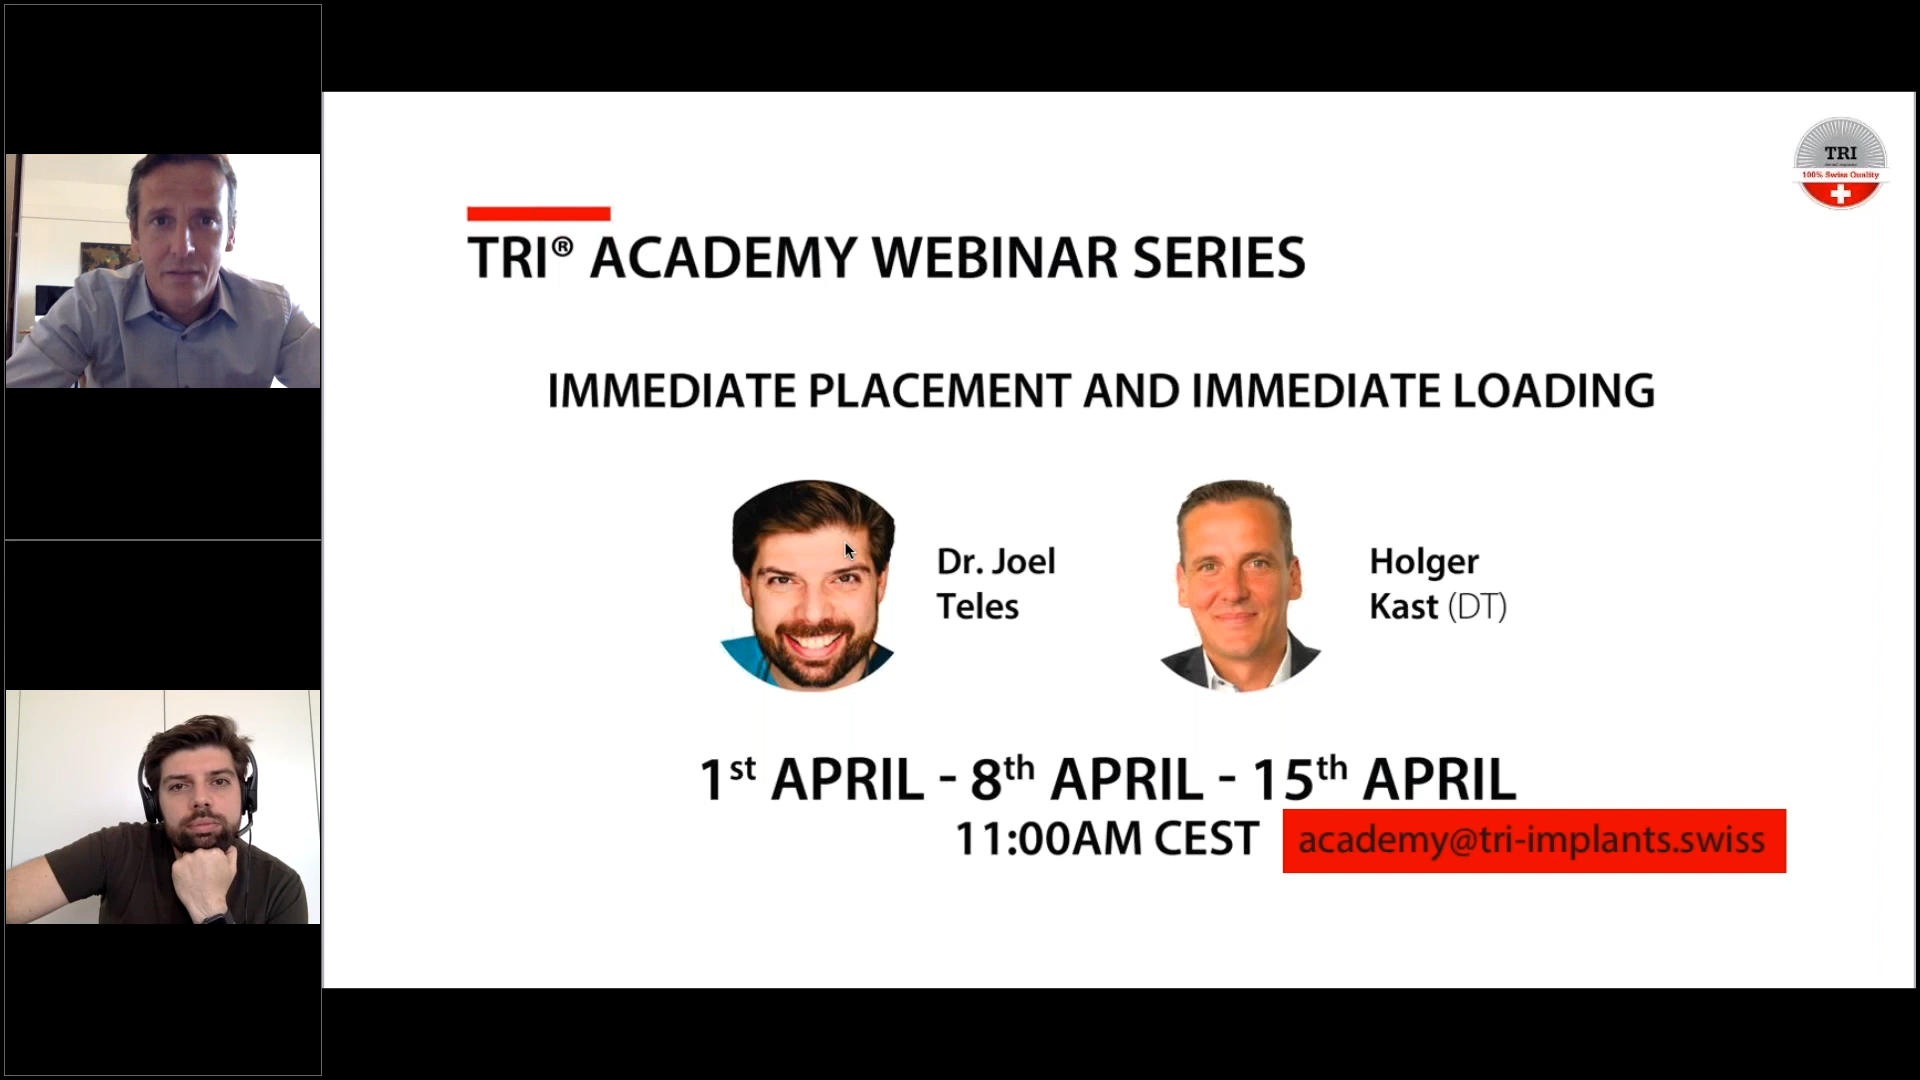 TRI
100% Swiss Quality
TRI® ACADEMY WEBINAR SERIES
IMMEDIATE PLACEMENT AND IMMEDIATE LOADING
Dr. Joel
Teles
Holger
Kast (DT)
1st APRIL - 8th APRIL - 15th APRIL
11:00AM CEST academy@tri-implants.swiss